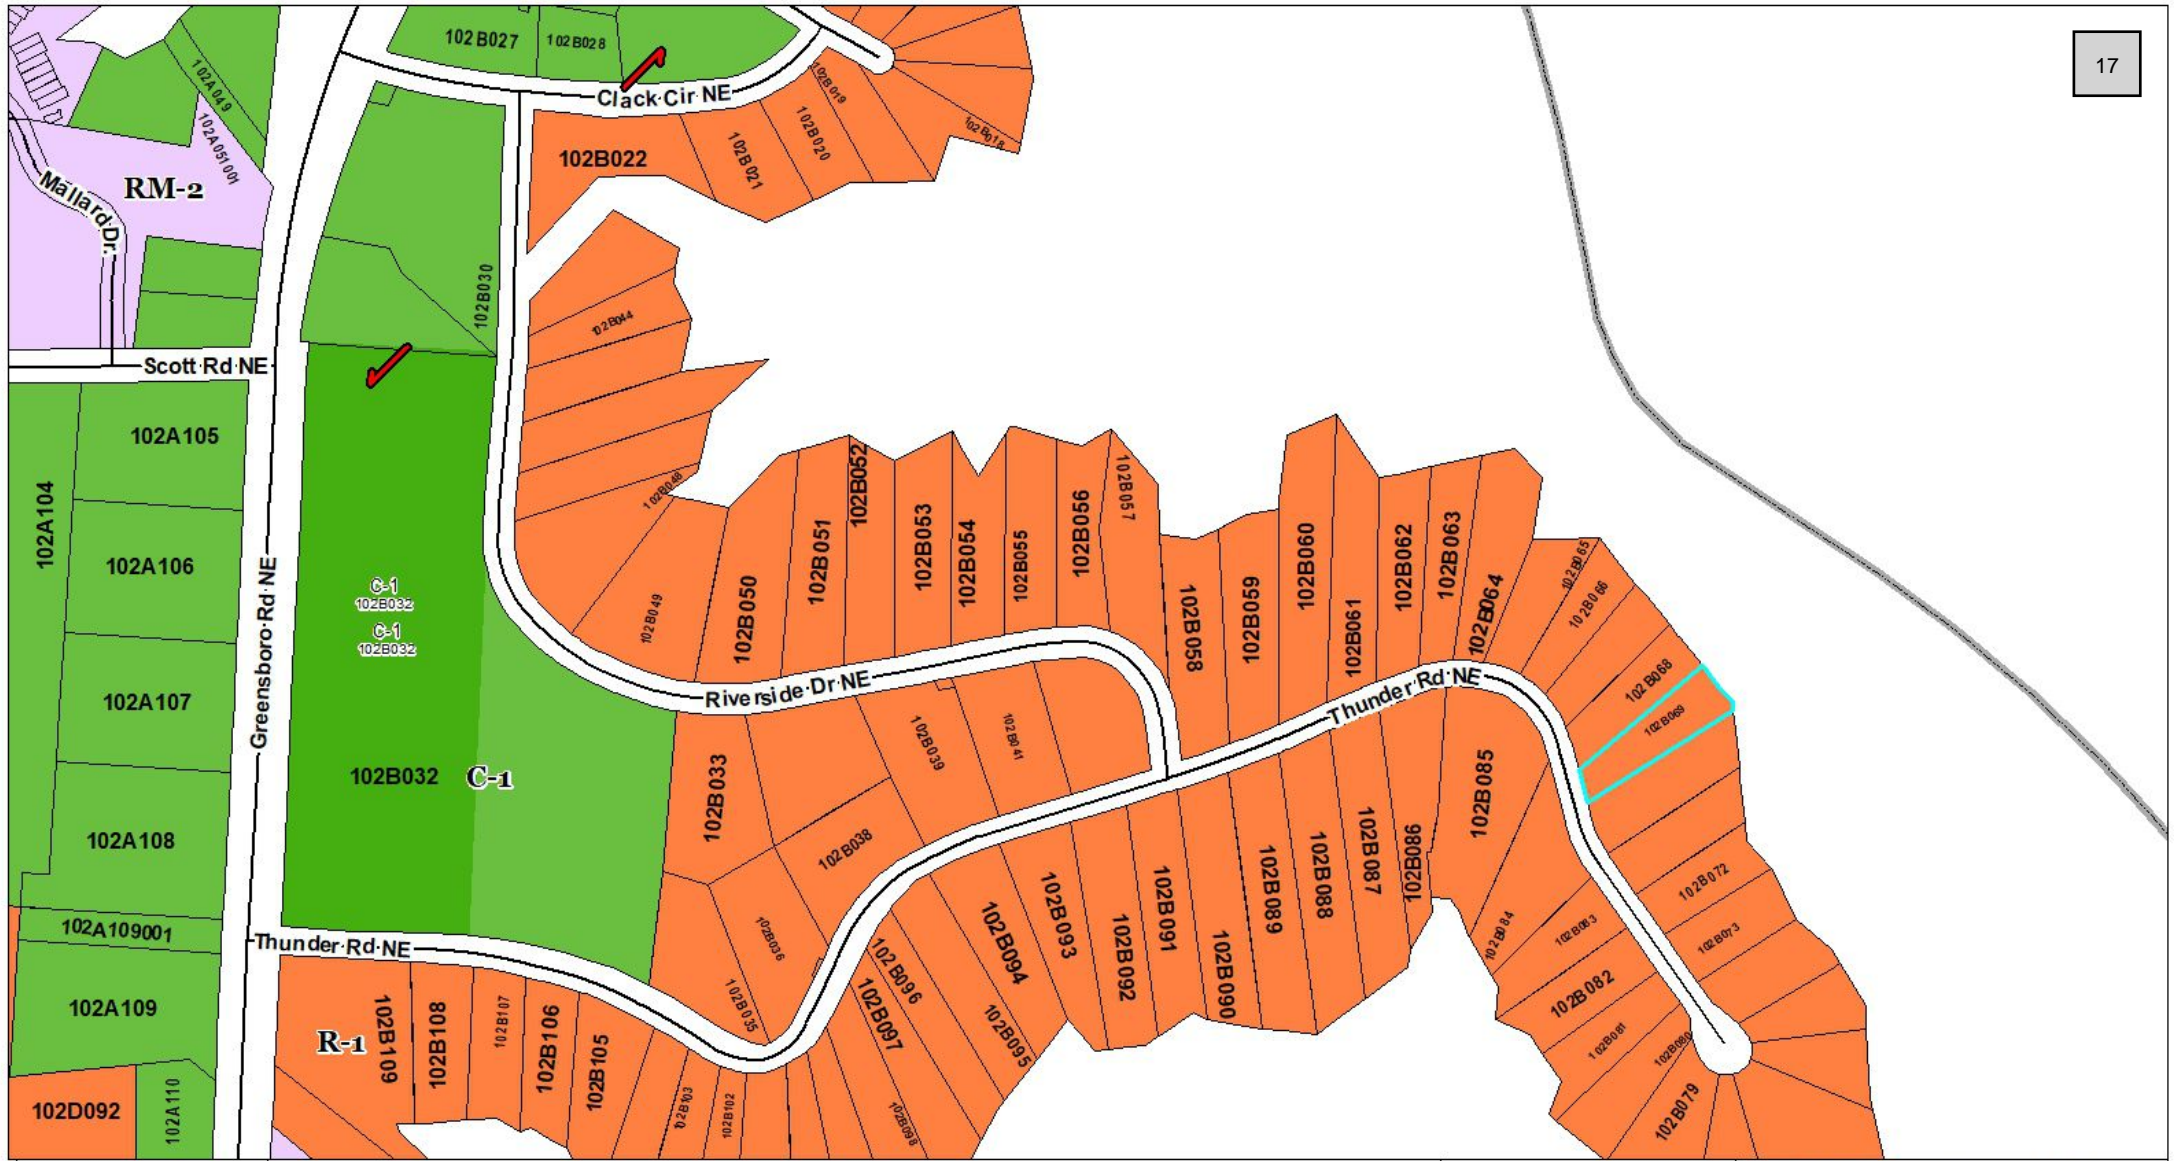 17
102B027
102B028
Clack Cir NE
102A049
102A051001
RM-2
Mallard Dr.
102B019
102B020
102B018
102B021
102B022
102B030
102B044
Scott Rd NE
102A105
102A104
102A106
102A107
102A108
102A109001
102A109
102D092
102A110
Greensboro Rd NE
C-1
102B032
C-1
102B032
102B032
C-1
102B048
102B049
102B050
102B051
102B052
102B053
102B054
102B055
102B056
102B057
102B058
102B059
102B060
102B061
102B062
102B063
102B064
102B065
102B066
102B068
102B069
Riverside Dr NE
Thunder Rd NE
102B033
102B039
102B041
102B038
102B036
102B035
102B085
102B086
102B087
102B088
102B089
102B090
102B091
102B092
102B093
102B094
102B095
102B096
102B097
102B098
102B072
102B073
102B084
102B083
102B082
102B081
102B080
102B079
Thunder Rd NE
R-1
102B109
102B108
102B107
102B106
102B105
102B103
102B102